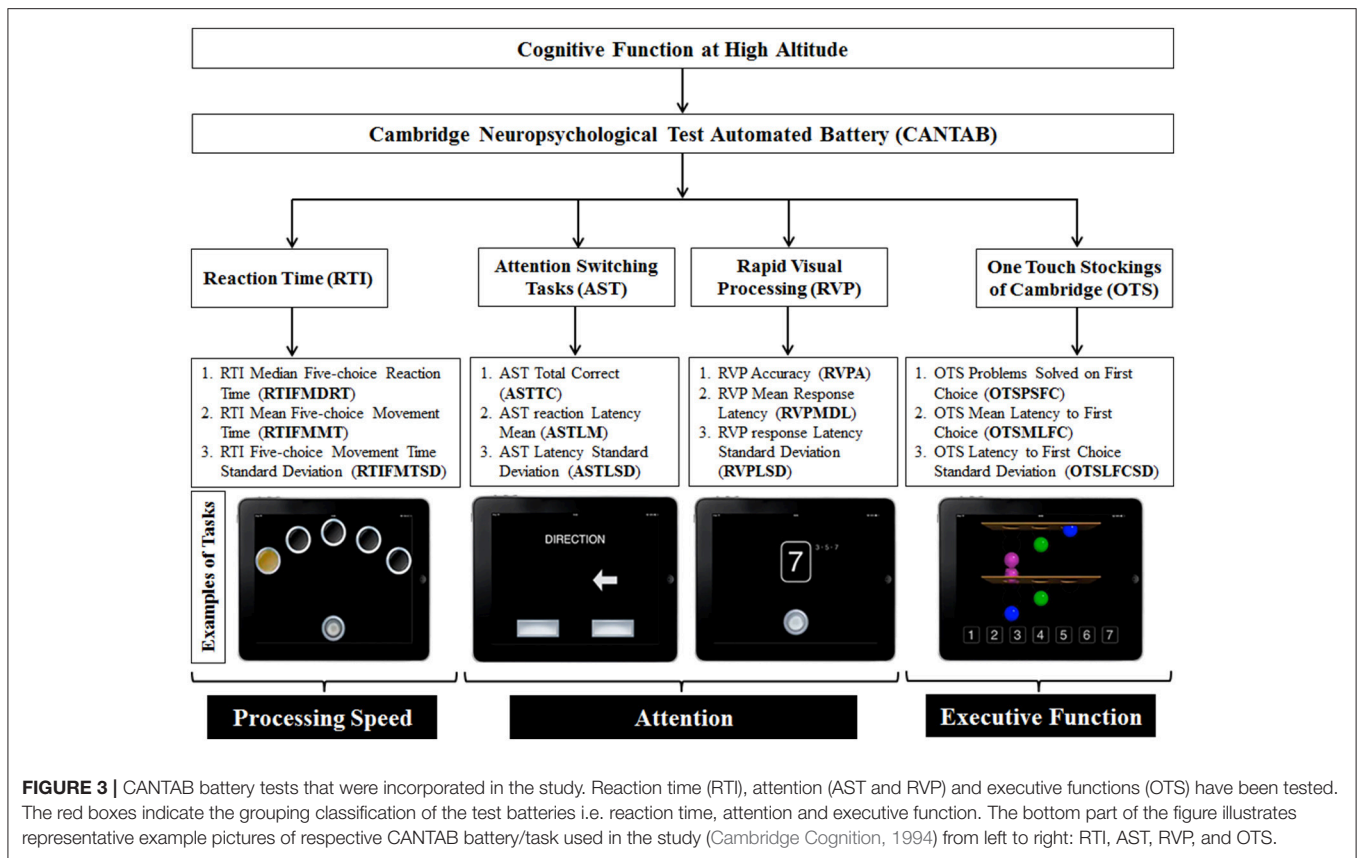 Cognitive Function at High Altitude
Cambridge Neuropsychological Test Automated Battery (CANTAB)
Reaction Time (RTI)
Attention Switching
Tasks (AST)
Rapid Visual
Processing (RVP)
One Touch Stockings
of Cambridge (OTS)
1. RTI Median Five-choice Reaction
Time (RTIFMDRT)
2. RTI Mean Five-choice Movement
Time (RTIFMMT)
3. RTI Five-choice Movement Time
Standard Deviation (RTIFMTSD)
1. AST Total Correct
(ASTTC)
2. AST reaction Latency
Mean (ASTLM)
3. AST Latency Standard
Deviation (ASTLSD)
1. RVP Accuracy (RVPA)
2. RVP Mean Response
Latency (RVPMDL)
3. RVP response Latency
Standard Deviation
(RVPLSD)
1. OTS Problems Solved on First
Choice (OTSPSFC)
2. OTS Mean Latency to First
Choice (OTSMLFC)
3. OTS Latency to First Choice
Standard Deviation (OTSLFCSD)
Examples of Tasks
DIRECTION
7
3-5-7
1 2 3 4 5 6 7
Processing Speed
Attention
Executive Function
FIGURE 3 | CANTAB battery tests that were incorporated in the study. Reaction time (RTI), attention (AST and RVP) and executive functions (OTS) have been tested.
The red boxes indicate the grouping classification of the test batteries i.e. reaction time, attention and executive function. The bottom part of the figure illustrates
representative example pictures of respective CANTAB battery/task used in the study (Cambridge Cognition, 1994) from left to right: RTI, AST, RVP, and OTS.